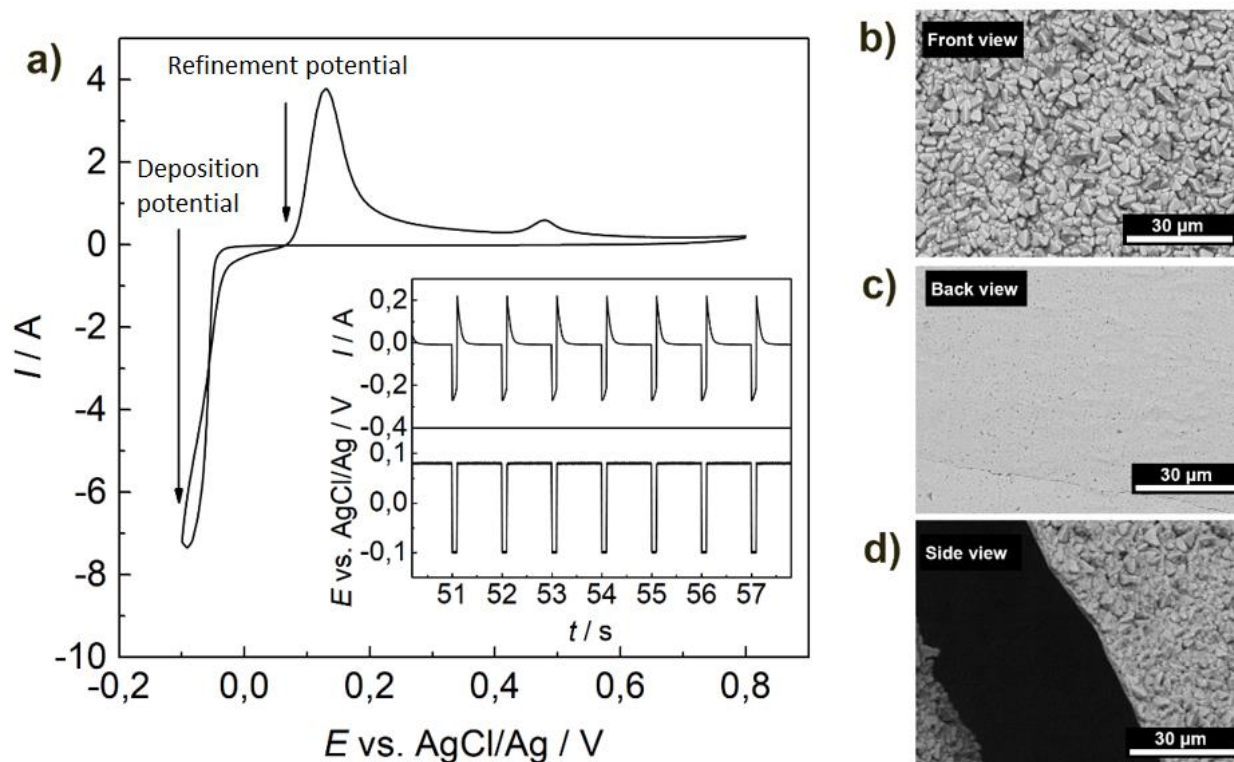 a)
Refinement potential
Deposition
potential
I / A
4
2
0
-2
-4
-6
-8
-10
-0,2
0,0
0,2
0,4
0,6
0,8
E vs. AgCl/Ag / V
I / A
0,2
0,0
-0,2
-0,4
E vs. AgCl/Ag / V
0,1
0,0
-0,1
51 52 53 54 55 56 57
t / s
b)
Front view
30 µm
c)
Back view
30 µm
d)
Side view
30 µm